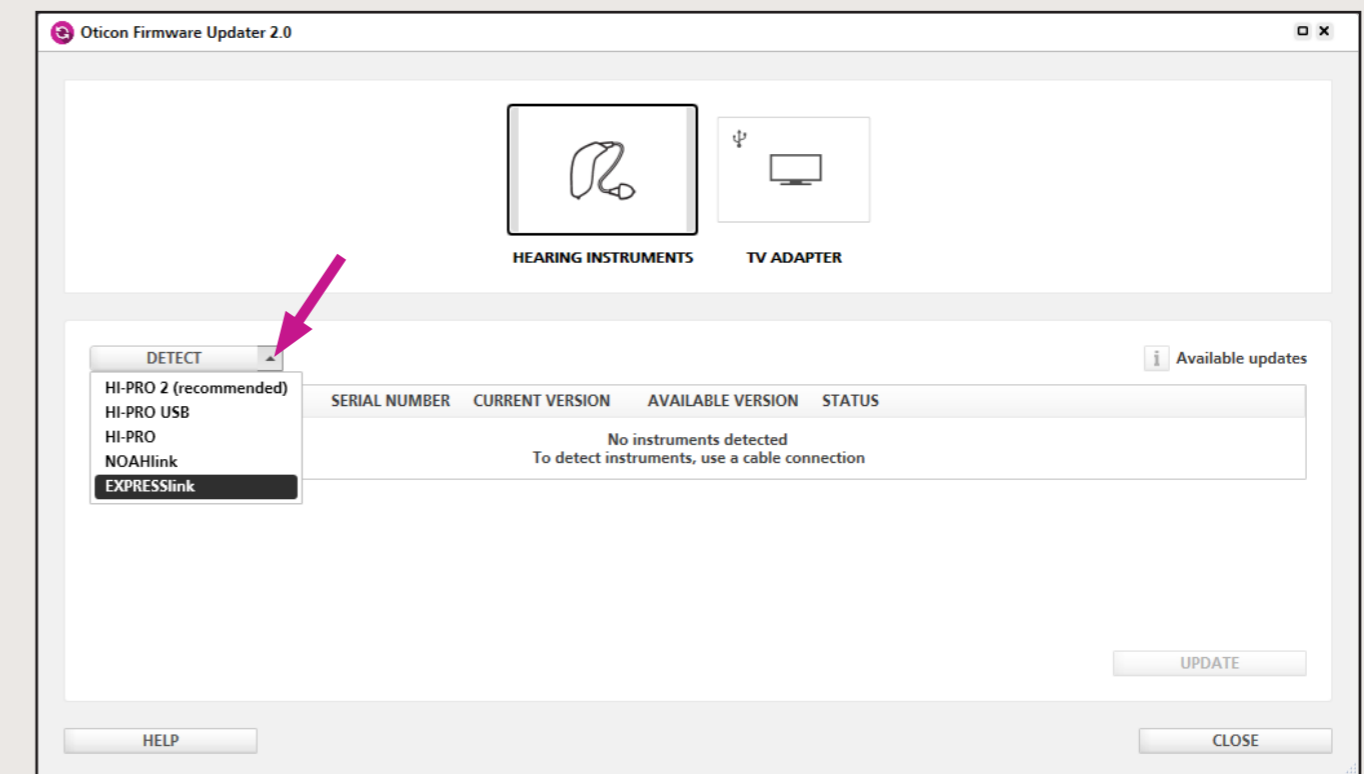 Oticon Firmware Updater 2.0
HEARING INSTRUMENTS
TV ADAPTER
DETECT
i Available updates
HI-PRO 2 (recommended)
HI-PRO USB
HI-PRO
NOAHlink
EXPRESSlink
SERIAL NUMBER CURRENT VERSION AVAILABLE VERSION STATUS
No instruments detected
To detect instruments, use a cable connection
UPDATE
HELP
CLOSE